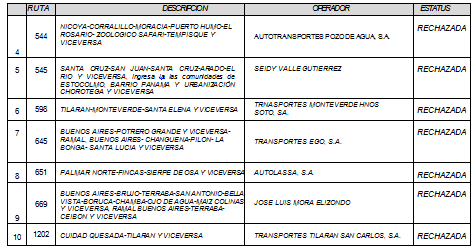 RUTA DESCRIPCION OPERADOR ESTATUS
4 544 NICOYA-CORRALILLO-MORACIA-PUERTO HUMO-EL
ROSARIO- ZOOLOGICO SAFARI-TEMPISQUE Y
VICEVERSA AUTOTRANSPORTES POZO DE AGUA, S.A. RECHAZADA
5 545 SANTA CRUZ-SAN JUAN-SANTA CRUZ-ARADO-EL
RIO Y VICEVERSA, Ingresa a las comunidades de
ESTOCOLMO, BARRIO PANAMA Y URBANIZACIÓN
CHOROTEGA Y VICEVERSA SEIDY VALLE GUTIERREZ RECHAZADA
6 598 TILARAN-MONTEVERDE-SANTA ELENA Y VICEVERSA TRNASPORTES MONTEVERDE HNOS
SOTO, SA. RECHAZADA
7 645 BUENOS AIRES-POTRERO GRANDE Y VICEVERSA-
RAMAL, BUENOS AIRES- CHANGUENA-PILON- LA
BONGA- SANTA LUCIA Y VICEVERSA TRANSPORTES EGO, S.A. RECHAZADA
8 651 PALMAR NORTE-FINCAS-SIERPE DE OSA Y VICEVERSA AUTOLASSA, S.A. RECHAZADA
9 669 BUENOS AIRES-BRUJO-TERRABA-SAN ANTONIO-BELLA
VISTA-BORUCA-CHAMBA-OJO DE AGUA-MAIZ COLINAS
Y VICEVERSA, RAMAL BUENOS AIRES-TERRABA-
CEIBON Y VICEVERSA JOSE LUIS MORA ELIZONDO RECHAZADA
10 1202 CUIDAD QUESADA-TILARAN Y VICEVERSA TRANSPORTES TILARAN SAN CARLOS, S.A. RECHAZADA